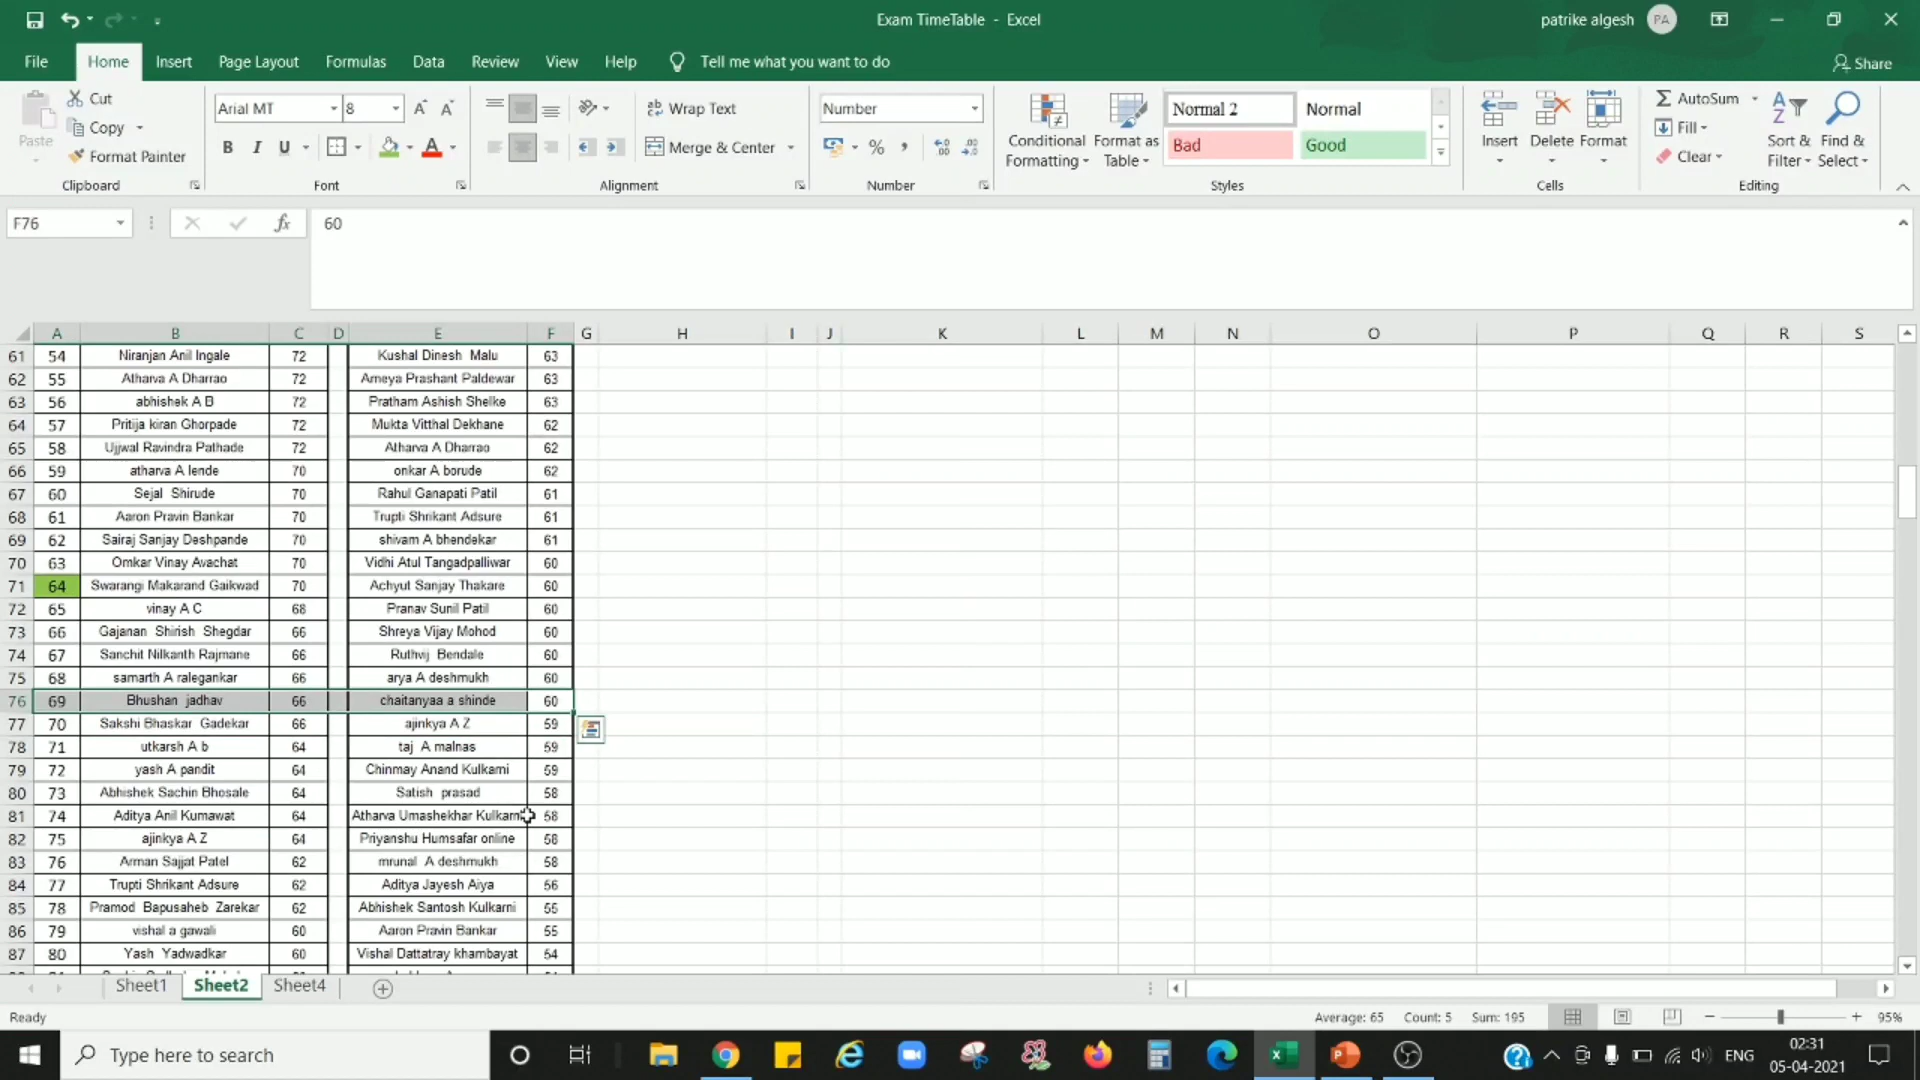 Exam TimeTable - Excel
patrike algesh PA
File Home Insert Page Layout Formulas Data Review View Help Tell me what you want to do Share
Paste Cut Copy Format Painter Clipboard
Arial MT 8 B I U A Font
Wrap Text Merge & Center Alignment
Number % Number
Conditional Formatting Format as Table Normal 2 Normal Bad Good Styles
Insert Delete Format Cells
AutoSum Fill Clear Sort & Filter Find & Select Editing
F76 fx 60
A B C D E F G H I J K L M N O P Q R S
61 54 Niranjan Anil Ingale 72 Kushal Dinesh Malu 63
62 55 Atharva A Dharrao 72 Ameya Prashant Paldewar 63
63 56 abhishek A B 72 Pratham Ashish Shelke 63
64 57 Pritija kiran Ghorpade 72 Mukta Vitthal Dekhane 62
65 58 Ujjwal Ravindra Pathade 72 Atharva A Dharrao 62
66 59 atharva A lende 70 onkar A borude 62
67 60 Sejal Shirude 70 Rahul Ganapati Patil 61
68 61 Aaron Pravin Bankar 70 Trupti Shrikant Adsure 61
69 62 Sairaj Sanjay Deshpande 70 shivam A bhendekar 61
70 63 Omkar Vinay Avachat 70 Vidhi Atul Tangadpalliwar 60
71 64 Swarangi Makarand Gaikwad 70 Achyut Sanjay Thakare 60
72 65 vinay A C 68 Pranav Sunil Patil 60
73 66 Gajanan Shirish Shegdar 66 Shreya Vijay Mohod 60
74 67 Sanchit Nilkanth Rajmane 66 Ruthvij Bendale 60
75 68 samarth A ralegankar 66 arya A deshmukh 60
76 69 Bhushan jadhav 66 chaitanyaa a shinde 60
77 70 Sakshi Bhaskar Gadekar 66 ajinkya A Z 59
78 71 utkarsh A b 64 taj A malnas 59
79 72 yash A pandit 64 Chinmay Anand Kulkarni 59
80 73 Abhishek Sachin Bhosale 64 Satish prasad 58
81 74 Aditya Anil Kumawat 64 Atharva Umashekhar 58
82 75 ajinkya A Z 64 Priyanshu Humsafar online 58
83 76 Arman Sajjat Patel 62 mrunal A deshmukh 58
84 77 Trupti Shrikant Adsure 62 Aditya Jayesh Aiya 56
85 78 Pramod Bapusaheb Zarekar 62 Abhishek Santosh Kulkarni 55
86 79 vishal a gawali 60 Aaron Pravin Bankar 55
87 80 Yash Yadwadkar 60 Vishal Dattatray khambayat 54
Sheet1 Sheet2 Sheet4
Ready Average: 65 Count: 5 Sum: 195 95%
Type here to search ENG 02:31
05-04-2021